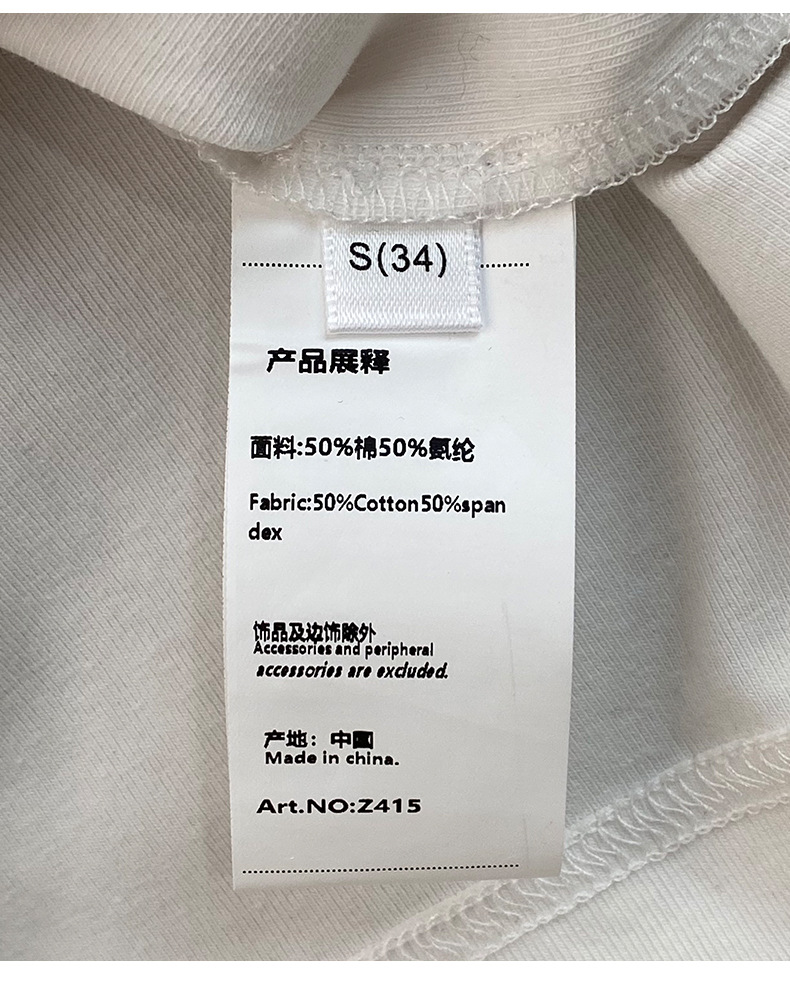 S(34)
产品展释
面料:50%棉50%氨纶
Fabric:50%Cotton50%span
dex
饰品及边饰除外
Accessories and peripheral
accessories are excluded.
产地：中国
Made in china.
Art.NO:Z415